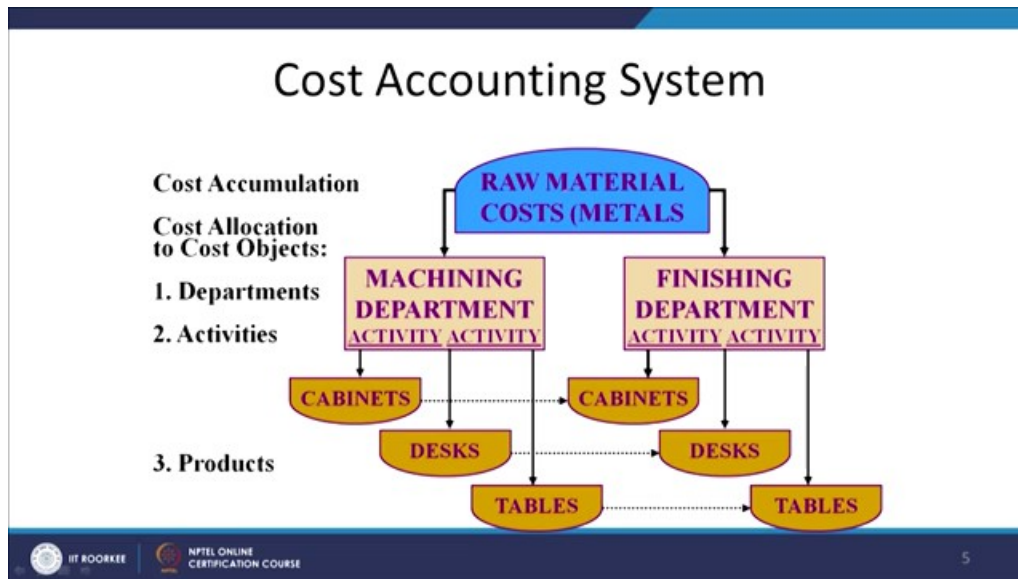 Cost Accounting System
Cost Accumulation
Cost Allocation
to Cost Objects:
1. Departments
2. Activities
3. Products
RAW MATERIAL
COSTS (METALS
MACHINING
DEPARTMENT
ACTIVITY ACTIVITY
FINISHING
DEPARTMENT
ACTIVITY ACTIVITY
CABINETS
CABINETS
DESKS
DESKS
TABLES
TABLES
IIT ROORKEE
NPTEL ONLINE
CERTIFICATION COURSE
5